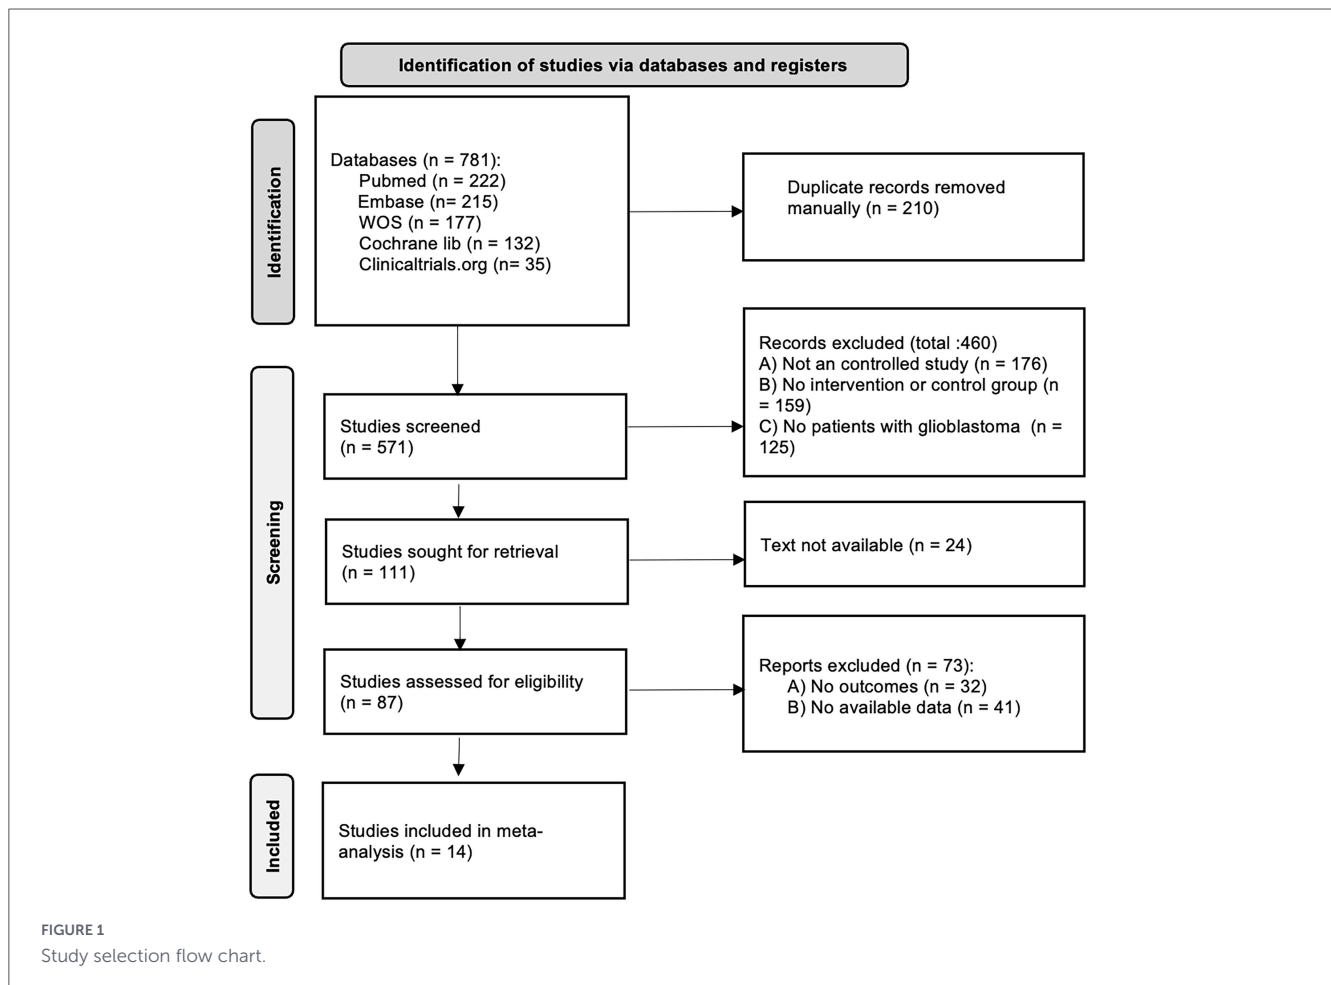 Identification of studies via databases and registers
Identification
Databases (n = 781):
Pubmed (n = 222)
Embase (n= 215)
WOS (n = 177)
Cochrane lib (n = 132)
Clinicaltrials.org (n= 35)
Duplicate records removed
manually (n = 210)
Screening
Studies screened
(n = 571)
Records excluded (total :460)
A) Not an controlled study (n = 176)
B) No intervention or control group (n
= 159)
C) No patients with glioblastoma (n =
125)
Studies sought for retrieval
(n = 111)
Text not available (n = 24)
Studies assessed for eligibility
(n = 87)
Reports excluded (n = 73):
A) No outcomes (n = 32)
B) No available data (n = 41)
Included
Studies included in meta-
analysis (n = 14)
FIGURE 1
Study selection flow chart.